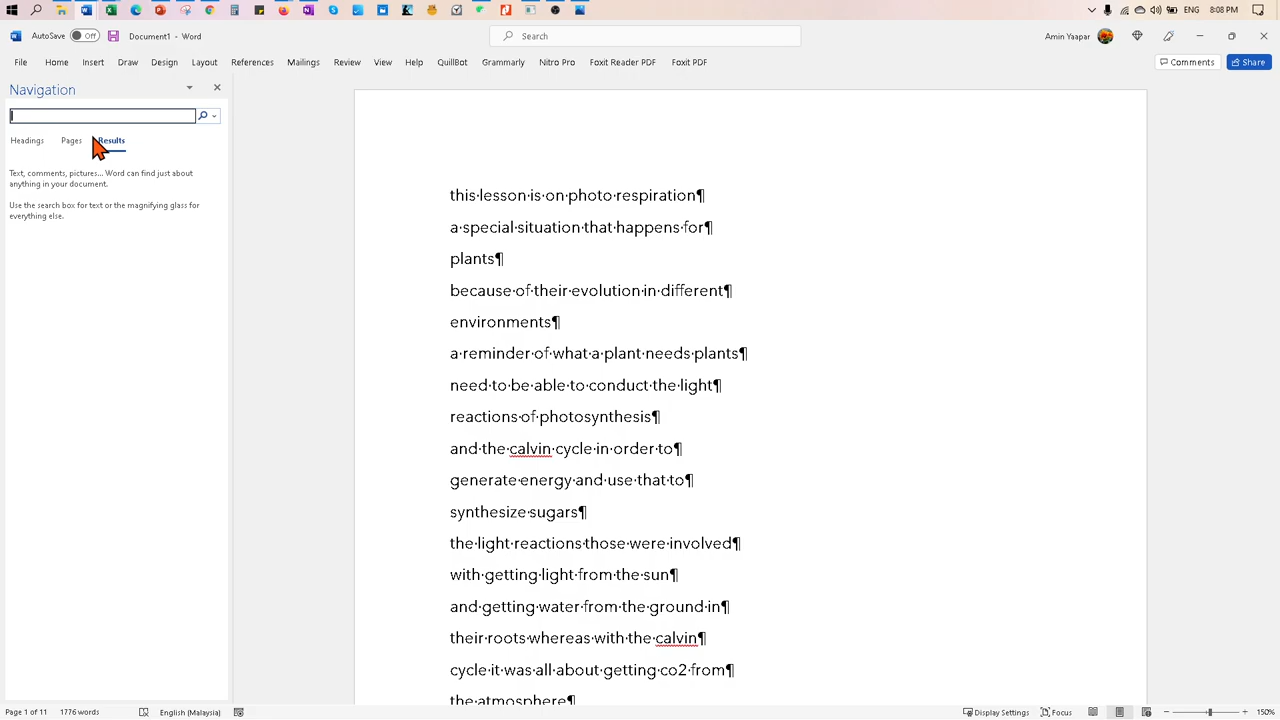 ENG 8:08 PM
AutoSave Off Document1 - Word Search Amin Yaapar
File Home Insert Draw Design Layout References Mailings Review View Help QuillBot Grammarly Nitro Pro Foxit Reader PDF Foxit PDF Comments Share
Navigation
Headings Pages Results
Text, comments, pictures... Word can find just about
anything in your document.
Use the search box for text or the magnifying glass for
everything else.
this·lesson·is·on·photo·respiration¶
a·special·situation·that·happens·for¶
plants¶
because·of·their·evolution·in·different¶
environments¶
a·reminder·of·what·a·plant·needs·plants¶
need·to·be·able·to·conduct·the·light¶
reactions·of·photosynthesis¶
and·the·calvin·cycle·in·order·to¶
generate·energy·and·use·that·to¶
synthesize·sugars¶
the·light·reactions·those·were·involved¶
with·getting·light·from·the·sun¶
and·getting·water·from·the·ground·in¶
their·roots·whereas·with·the·calvin¶
cycle·it·was·all·about·getting·co2·from¶
the·atmosphere¶
Page 1 of 11 1776 words English (Malaysia) Display Settings Focus 150%